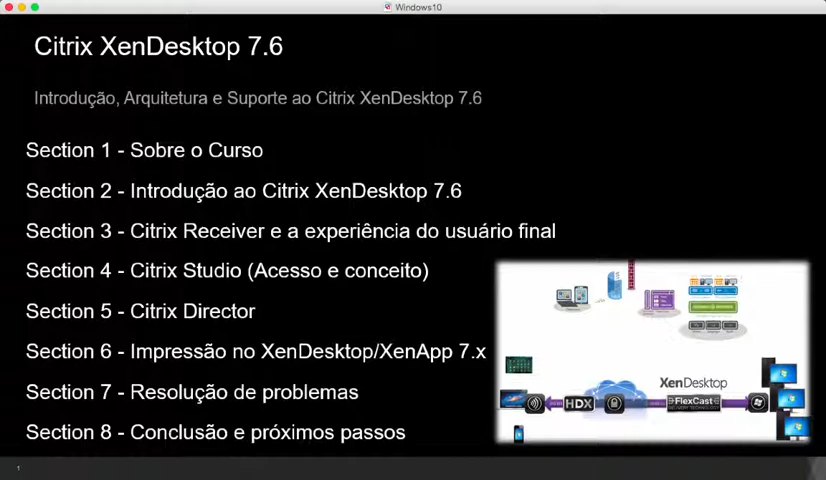 Windows10
Citrix XenDesktop 7.6
Introdução, Arquitetura e Suporte ao Citrix XenDesktop 7.6
Section 1 - Sobre o Curso
Section 2 - Introdução ao Citrix XenDesktop 7.6
Section 3 - Citrix Receiver e a experiência do usuário final
Section 4 - Citrix Studio (Acesso e conceito)
Section 5 - Citrix Director
Section 6 - Impressão no XenDesktop/XenApp 7.x
Section 7 - Resolução de problemas
Section 8 - Conclusão e próximos passos
XenDesktop
HDX
FlexCast
1